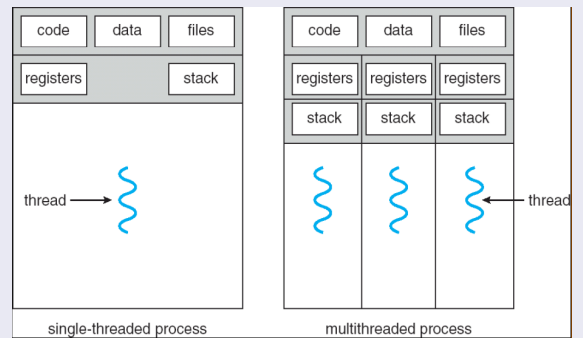 code data files
registers stack
thread
single-threaded process
code data files
registers registers registers
stack stack stack
thread
multithreaded process